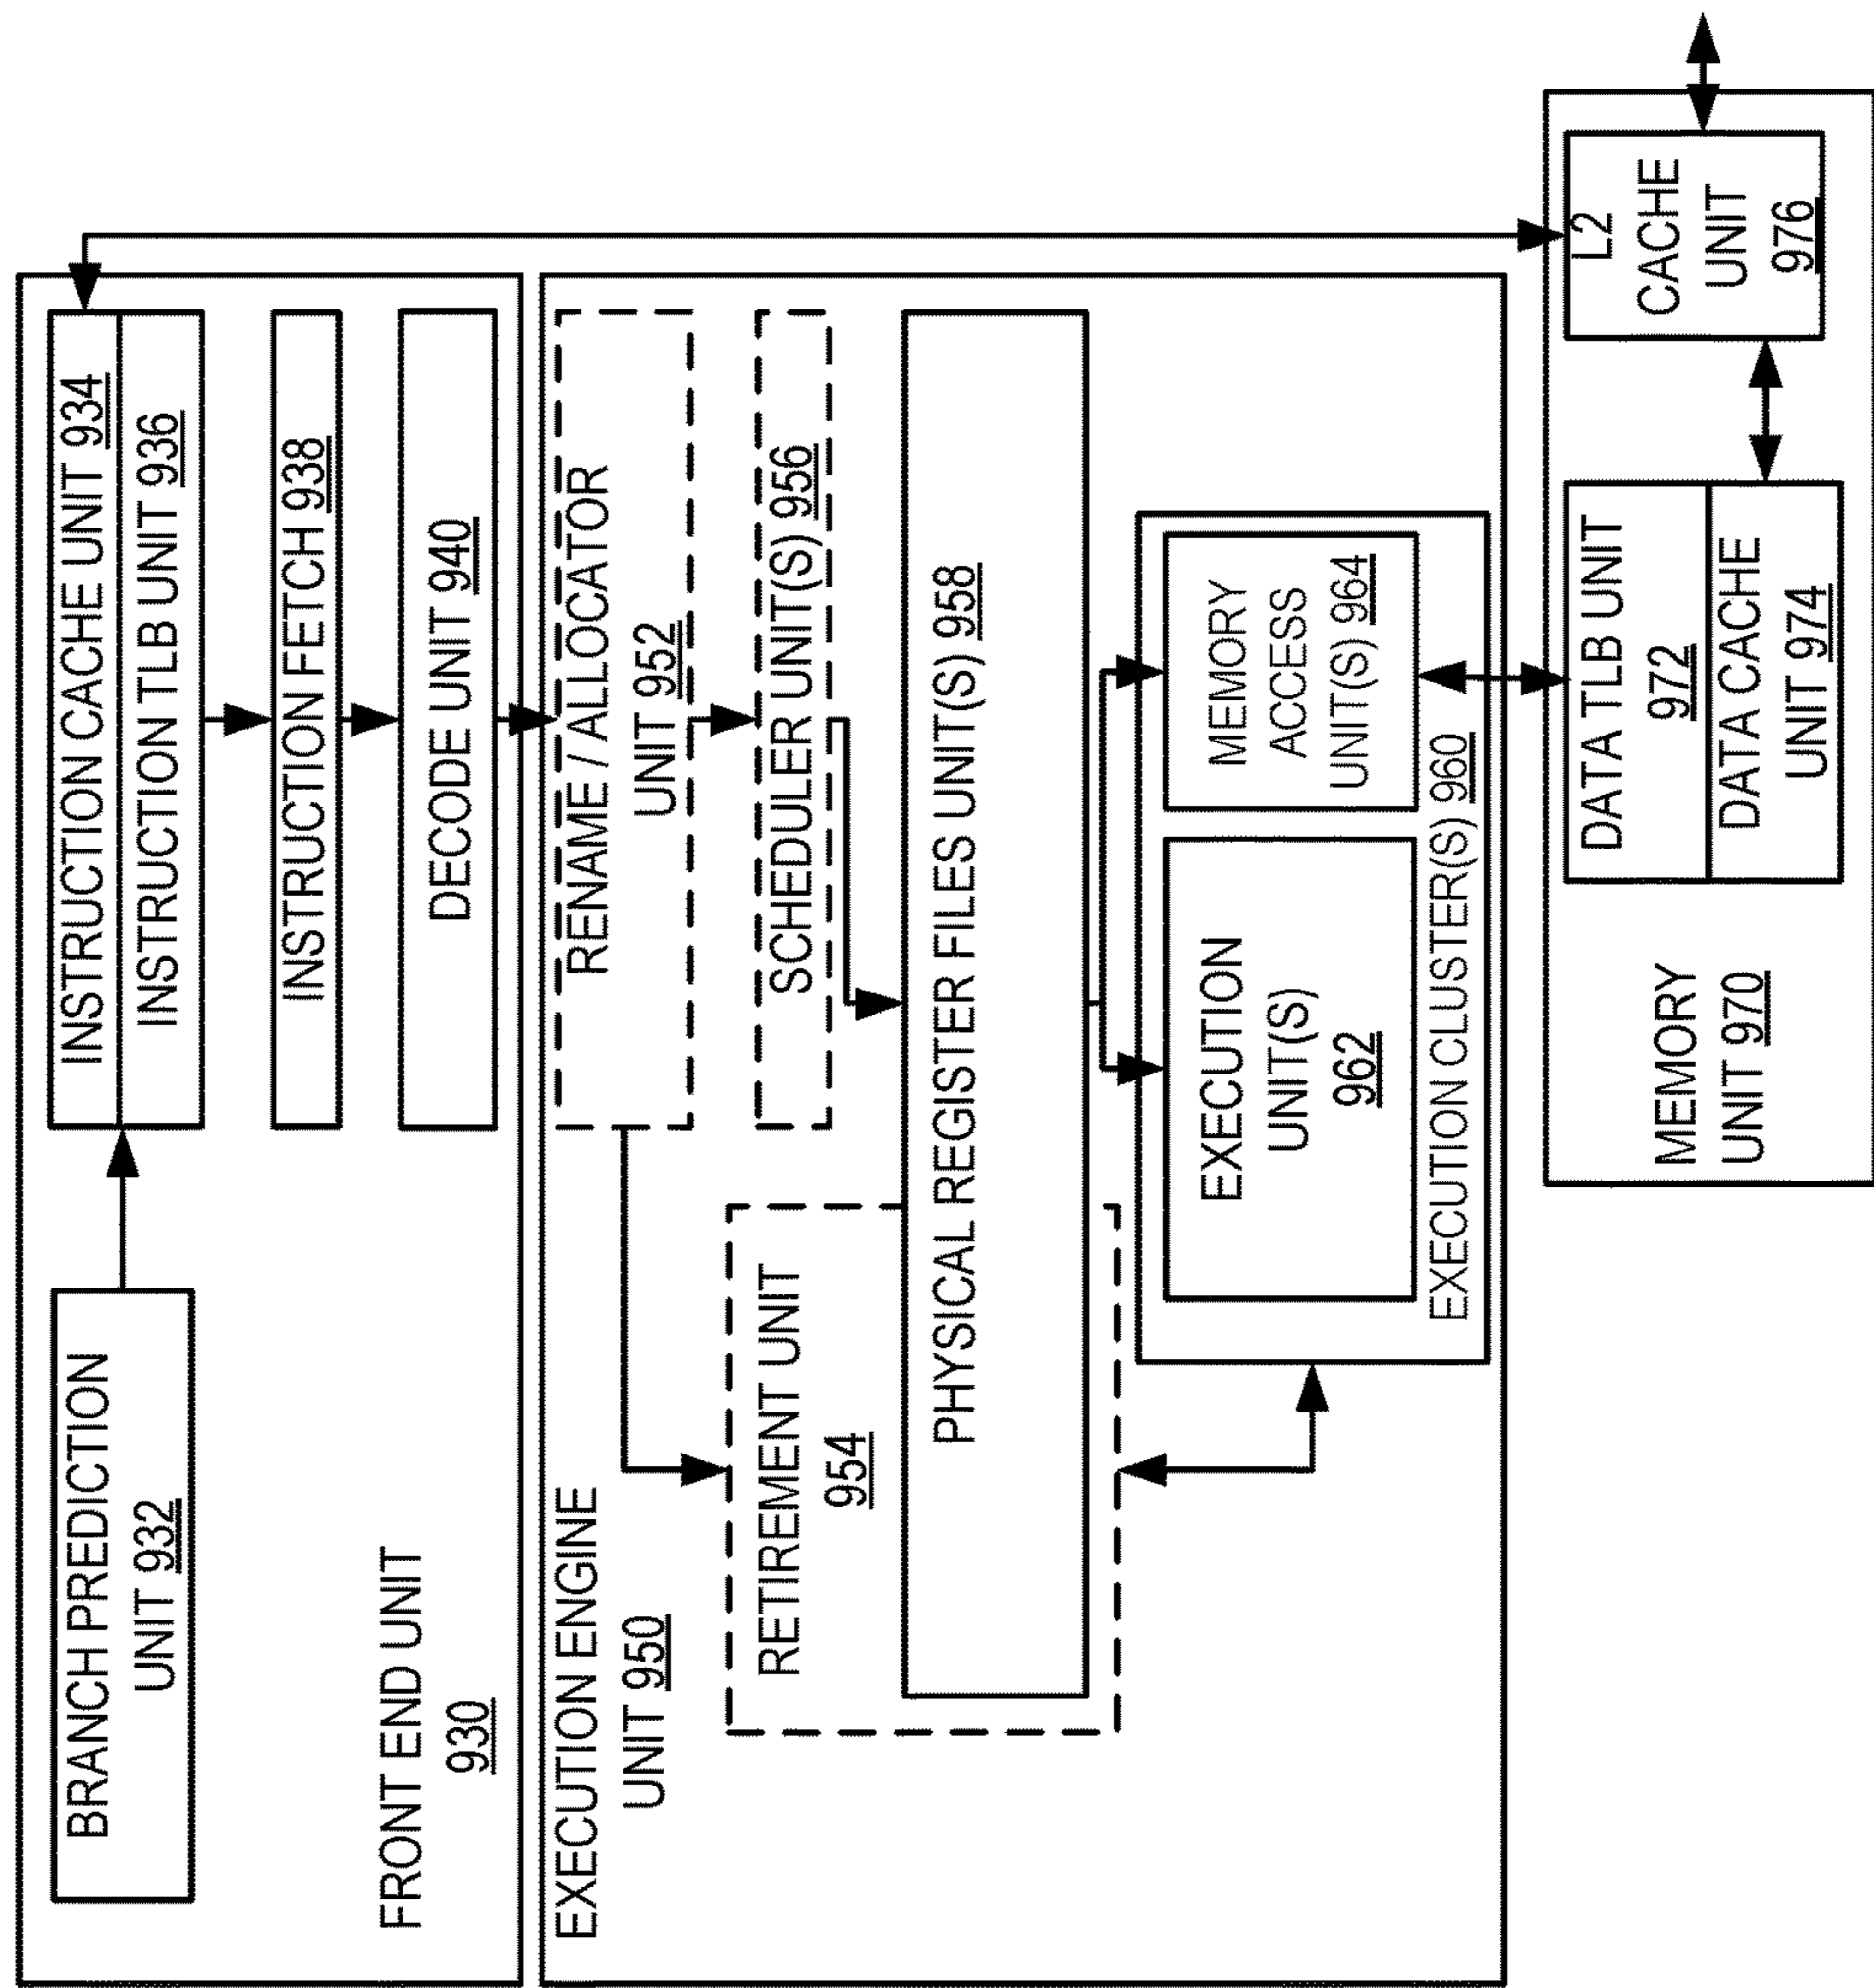 BRANCH PREDICTION
UNIT 932
INSTRUCTION CACHE UNIT 934
INSTRUCTION TLB UNIT 936
INSTRUCTION FETCH 938
DECODE UNIT 940
FRONT END UNIT
930
EXECUTION ENGINE
UNIT 950
RENAME / ALLOCATOR
UNIT 952
RETIREMENT UNIT
954
SCHEDULER UNIT(S) 956
PHYSICAL REGISTER FILES UNIT(S) 958
EXECUTION
UNIT(S)
962
MEMORY
ACCESS
UNIT(S) 964
EXECUTION CLUSTER(S) 960
MEMORY
UNIT 970
DATA TLB UNIT
972
DATA CACHE
UNIT 974
L2
CACHE
UNIT
976